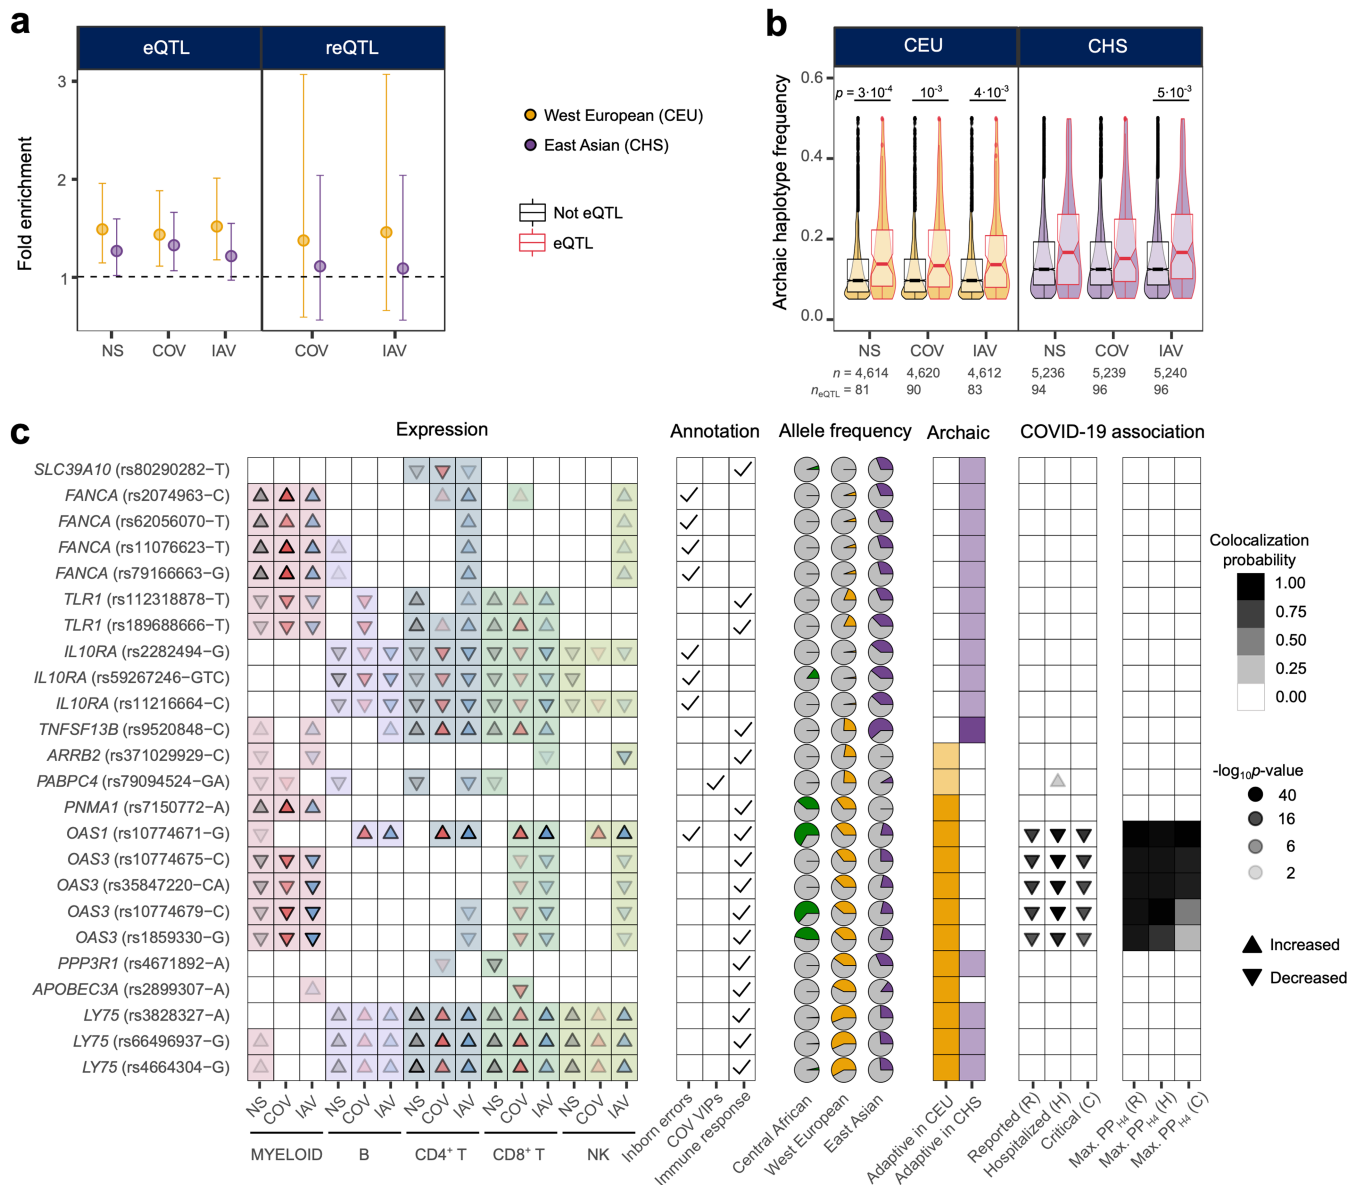 a
eQTL
reQTL
Fold enrichment
3
2
1
NS
COV
IAV
COV
IAV
West European (CEU)
East Asian (CHS)
Not eQTL
eQTL
b
CEU
CHS
Archaic haplotype frequency
0.6
0.4
0.2
0.0
p = 3·10⁻⁴
10⁻³
4·10⁻³
5·10⁻³
NS COV IAV NS COV IAV
n = 4,614 4,620 4,612 5,236 5,239 5,240
nₑQTL = 81 90 83 94 96 96
c
Expression
Annotation
Allele frequency
Archaic
COVID-19 association
SLC39A10 (rs80290282−T)
FANCA (rs2074963−C)
FANCA (rs62056070−T)
FANCA (rs11076623−T)
FANCA (rs79166663−G)
TLR1 (rs112318878−T)
TLR1 (rs189688666−T)
IL10RA (rs2282494−G)
IL10RA (rs59267246−GTC)
IL10RA (rs11216664−C)
TNFSF13B (rs9520848−C)
ARRB2 (rs371029929−C)
PABPC4 (rs79094524−GA)
PNMA1 (rs7150772−A)
OAS1 (rs10774671−G)
OAS3 (rs10774675−C)
OAS3 (rs35847220−CA)
OAS3 (rs10774679−C)
OAS3 (rs1859330−G)
PPP3R1 (rs4671892−A)
APOBEC3A (rs2899307−A)
LY75 (rs3828327−A)
LY75 (rs66496937−G)
LY75 (rs4664304−G)
NS COV IAV NS COV IAV NS COV IAV NS COV IAV NS COV IAV
MYELOID B CD4⁺ T CD8⁺ T NK
Inborn errors
COV VIPs
Immune response
Central African
West European
East Asian
Adaptive in CEU
Adaptive in CHS
Reported (R)
Hospitalized (H)
Critical (C)
Max. PP H4 (R)
Max. PP H4 (H)
Max. PP H4 (C)
Colocalization
probability
1.00
0.75
0.50
0.25
0.00
-log₁₀p-value
40
16
6
2
Increased
Decreased